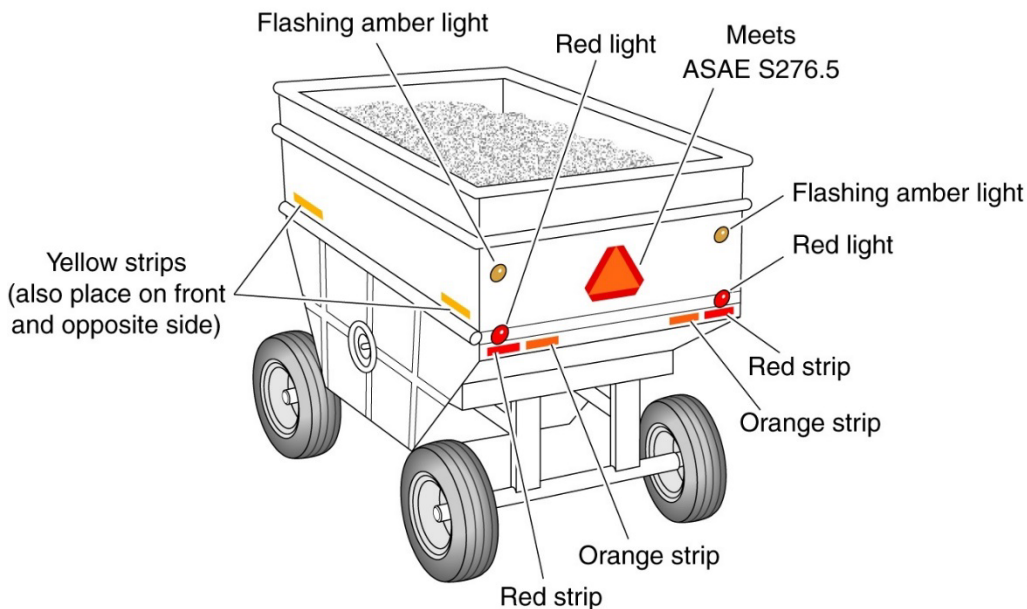 Flashing amber light
Red light
Meets
ASAE S276.5
Flashing amber light
Red light
Yellow strips
(also place on front
and opposite side)
Red strip
Orange strip
Orange strip
Red strip